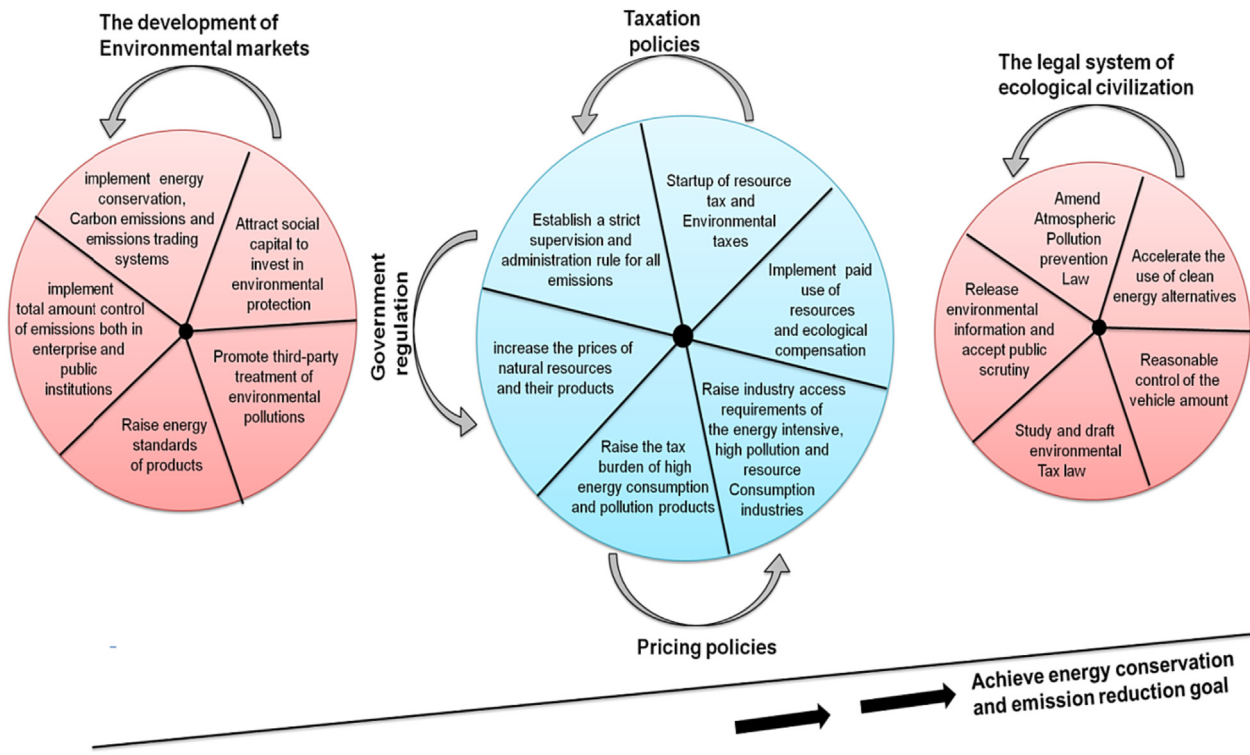 The development of
Environmental markets
implement energy
conservation,
Carbon emissions and
emissions trading
systems
Attract social
capital to
invest in
environmental
protection
implement
total amount control
of emissions both in
enterprise and
public
institutions
Promote third-party
treatment of
environmental
pollutions
Raise energy
standards
of products
Taxation
policies
Government
regulation
Establish a strict
supervision and
administration rule for all
emissions
Startup of resource
tax and
Environmental
taxes
Implement paid
use of
resources
and ecological
compensation
increase the prices of
natural resources
and their products
Raise the tax
burden of high
energy consumption
and pollution products
Raise industry access
requirements of
the energy intensive,
high pollution and
resource
Consumption
industries
Pricing policies
The legal system of
ecological civilization
Amend
Atmospheric
Pollution
prevention
Law
Accelerate the
use of clean
energy alternatives
Release
environmental
information and
accept public
scrutiny
Reasonable
control of the
vehicle amount
Study and draft
environmental
Tax law
Achieve energy conservation
and emission reduction goal